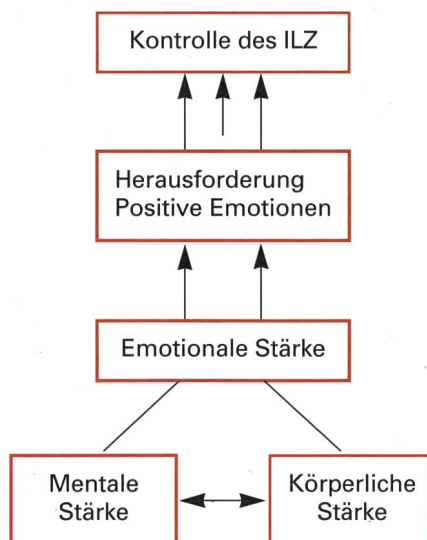 Kontrolle des ILZ
Herausforderung
Positive Emotionen
Emotionale Stärke
Mentale
Stärke
Körperliche
Stärke